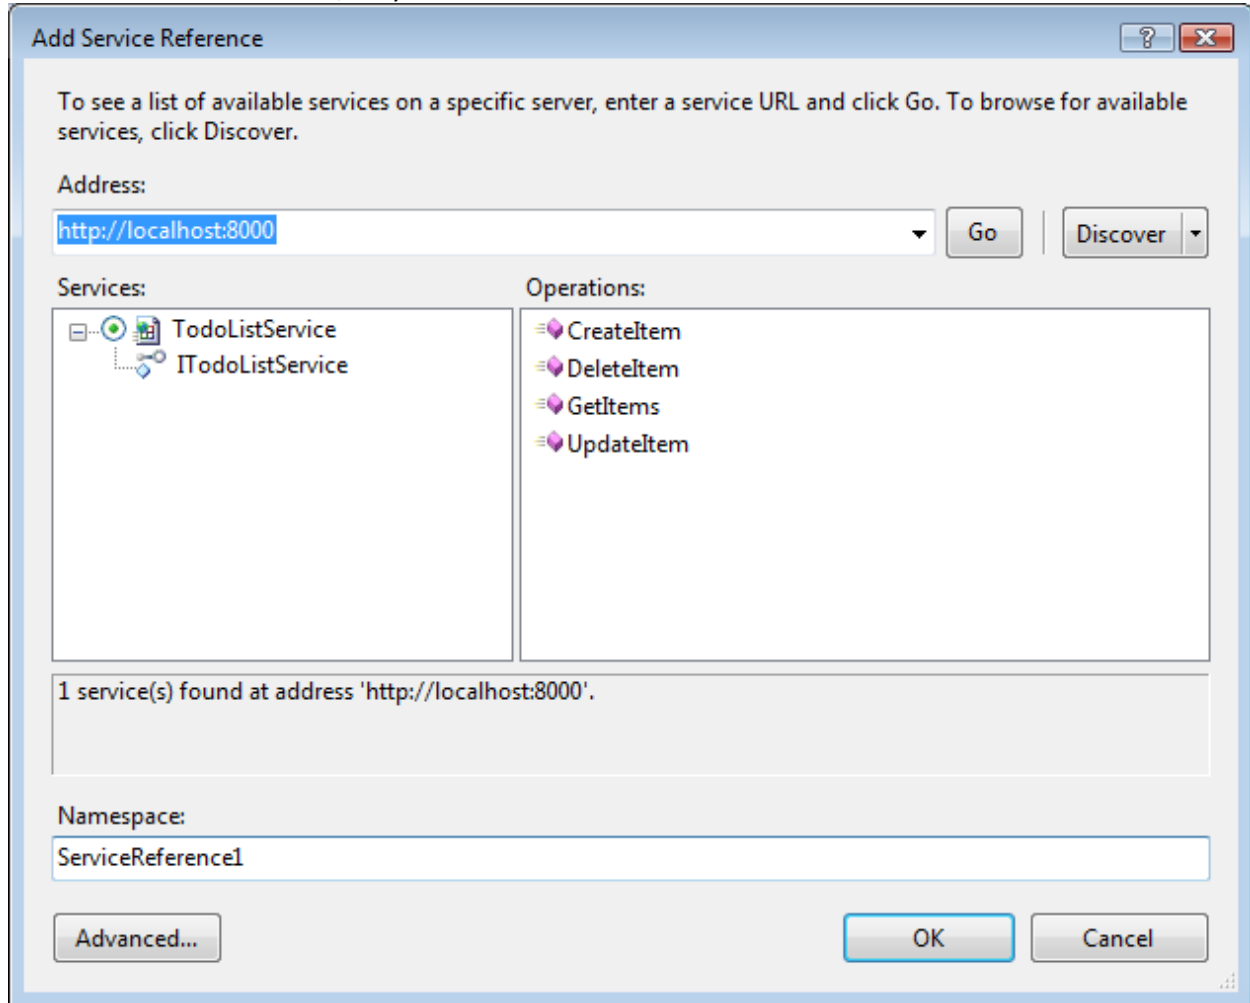 Add Service Reference
To see a list of available services on a specific server, enter a service URL and click Go. To browse for available
services, click Discover.
Address:
http://localhost:8000
Go
Discover
Services:
Operations:
TodoListService
ITodoListService
CreateItem
DeleteItem
GetItems
UpdateItem
1 service(s) found at address 'http://localhost:8000'.
Namespace:
ServiceReference1
Advanced...
OK
Cancel